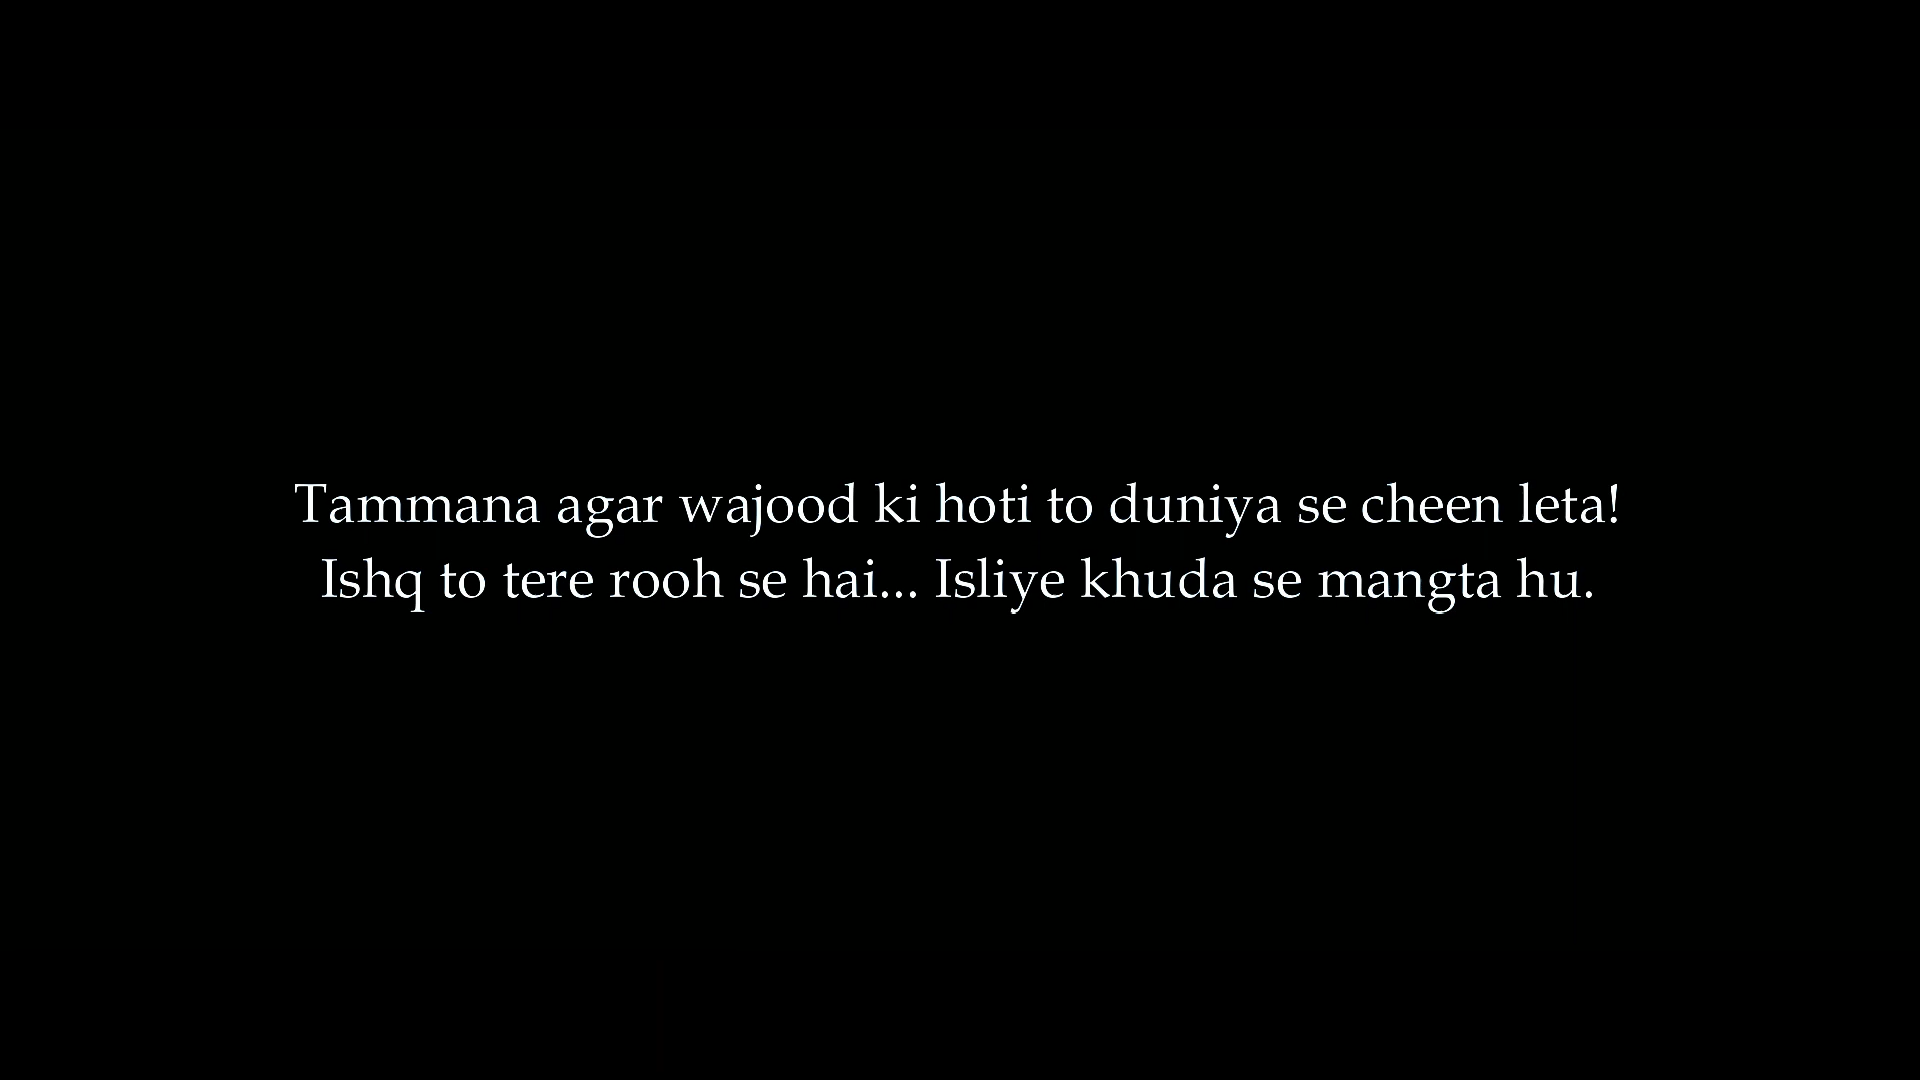 Tammana agar wajood ki hoti to duniya se cheen leta!
Ishq to tere rooh se hai... Isliye khuda se mangta hu.